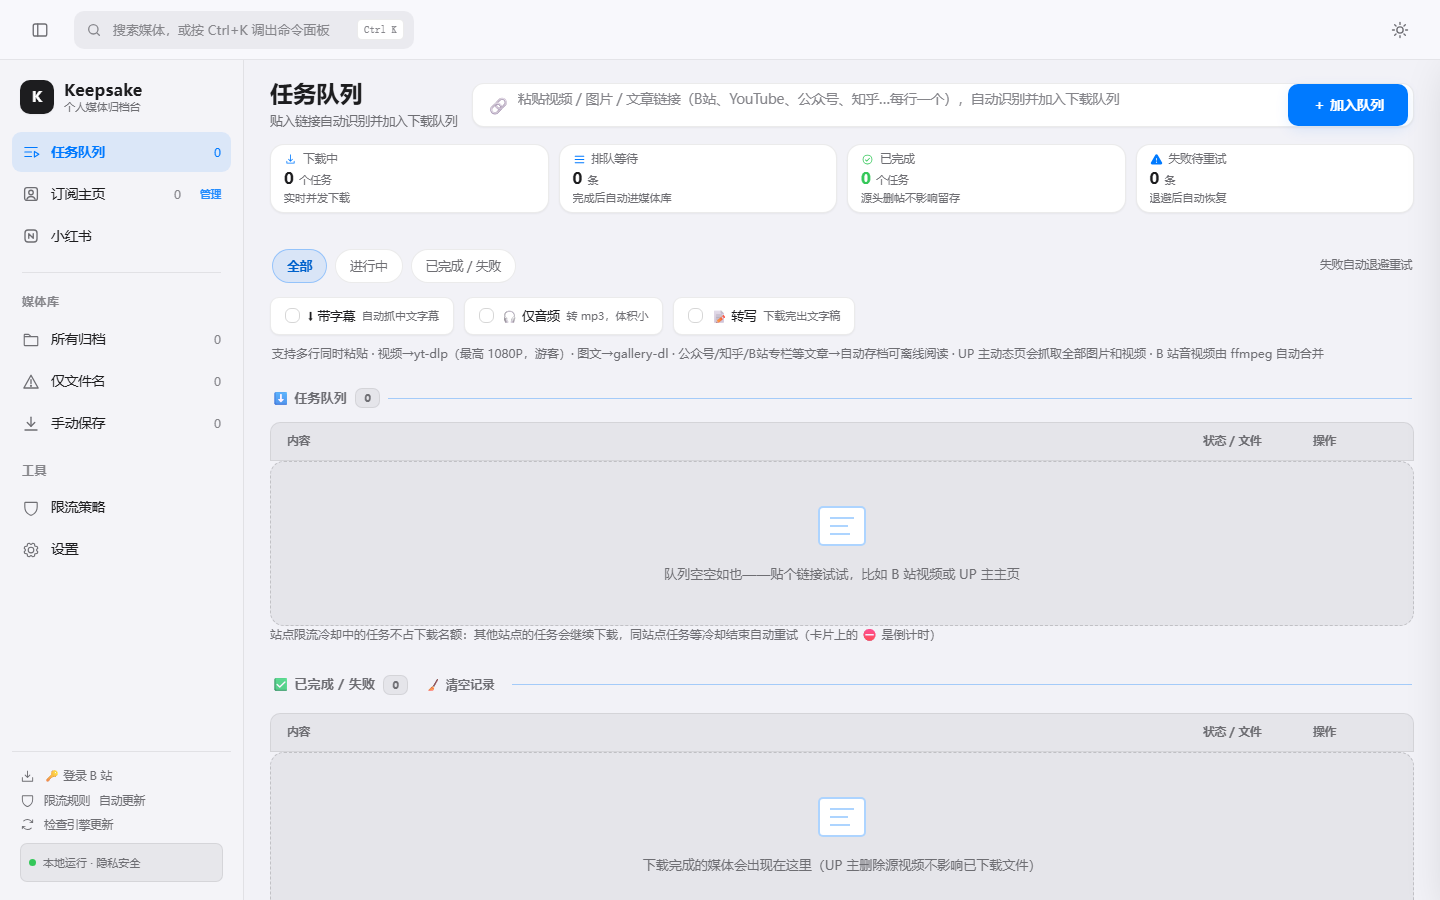 搜索媒体，或按 Ctrl+K 调出命令面板
Ctrl K
K
Keepsake
个人媒体归档台
任务队列
0
订阅主页
0
管理
小红书
媒体库
所有归档
0
仅文件名
0
手动保存
0
工具
限流策略
设置
🔑 登录 B 站
限流规则 自动更新
检查引擎更新
本地运行 · 隐私安全
任务队列
贴入链接自动识别并加入下载队列
粘贴视频 / 图片 / 文章链接（B站、YouTube、公众号、知乎…每行一个），自动识别并加入下载队列
+ 加入队列
下载中
0 个任务
实时并发下载
排队等待
0 条
完成后自动进媒体库
已完成
0 个任务
源头删帖不影响留存
失败待重试
0 条
退避后自动恢复
全部
进行中
已完成 / 失败
失败自动退避重试
⬇ 带字幕 自动抓中文字幕
🎧 仅音频 转 mp3，体积小
📝 转写 下载完出文字稿
支持多行同时粘贴 · 视频→yt-dlp（最高 1080P，游客）· 图文→gallery-dl · 公众号/知乎/B站专栏等文章→自动存档可离线阅读 · UP 主动态页会抓取全部图片和视频 · B 站音视频由 ffmpeg 自动合并
⬇️ 任务队列 0
内容
状态 / 文件
操作
队列空空如也——贴个链接试试，比如 B 站视频或 UP 主主页
站点限流冷却中的任务不占下载名额：其他站点的任务会继续下载，同站点任务等冷却结束自动重试（卡片上的 ⛔ 是倒计时）
✅ 已完成 / 失败 0
🧹 清空记录
内容
状态 / 文件
操作
下载完成的媒体会出现在这里（UP 主删除源视频不影响已下载文件）